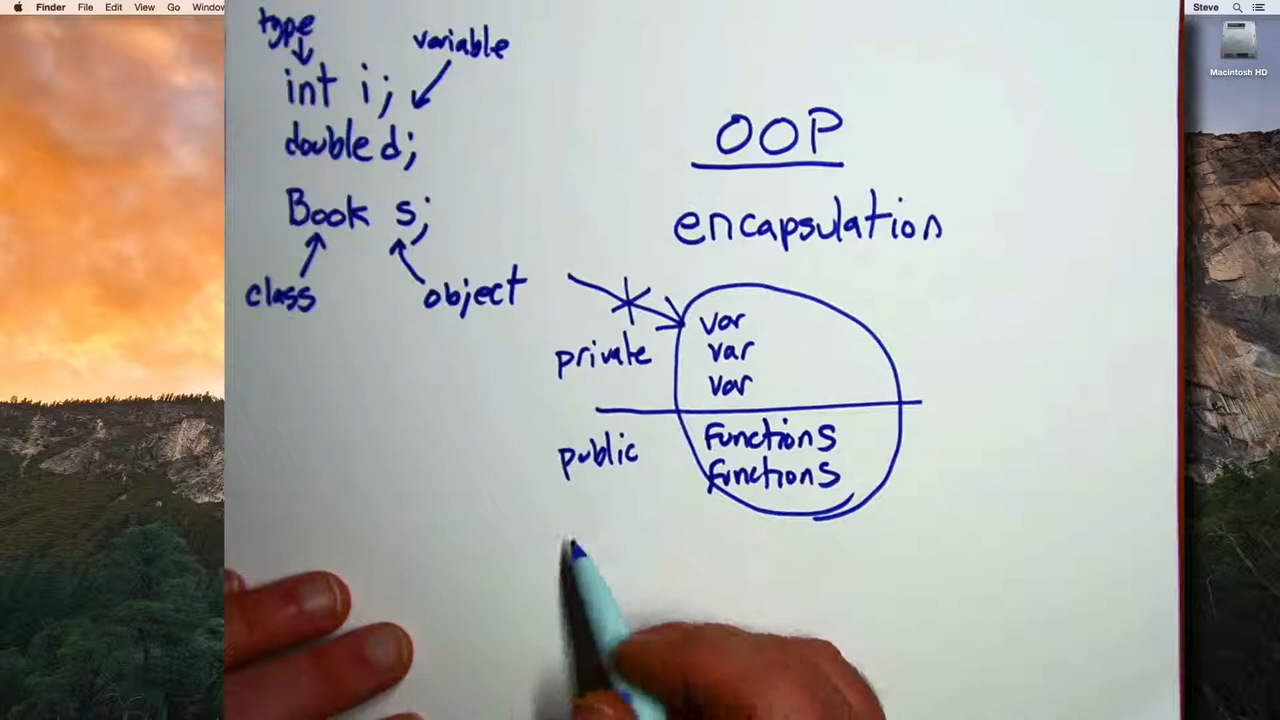 Finder File Edit View Go Window
Steve
Macintosh HD
type
variable
int i;
double d;
Book s;
class
object
OOP
encapsulation
private
var
var
var
public
functions
functions